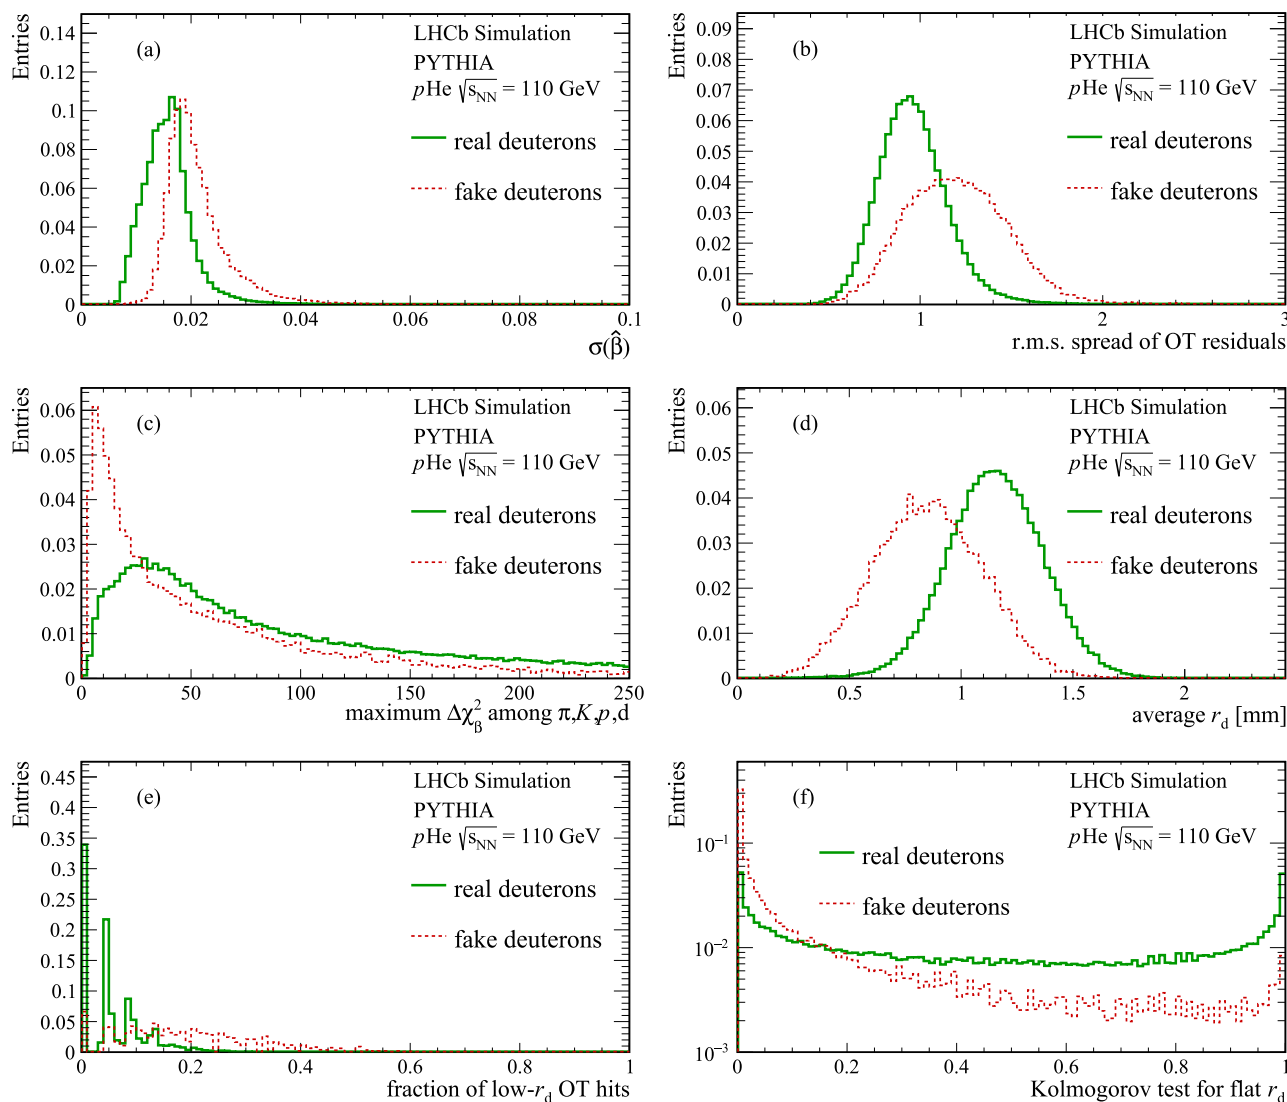 Entries
0.14
0.12
0.1
0.08
0.06
0.04
0.02
0
(a)
LHCb Simulation
PYTHIA
pHe √sNN = 110 GeV
real deuterons
fake deuterons
0 0.02 0.04 0.06 0.08 0.1
σ(β̂)
Entries
0.09
0.08
0.07
0.06
0.05
0.04
0.03
0.02
0.01
0.00
(b)
LHCb Simulation
PYTHIA
pHe √sNN = 110 GeV
real deuterons
fake deuterons
0 1 2 3
r.m.s. spread of OT residuals
Entries
0.06
0.05
0.04
0.03
0.02
0.01
0
(c)
LHCb Simulation
PYTHIA
pHe √sNN = 110 GeV
real deuterons
fake deuterons
0 50 100 150 200 250
maximum Δχ²β among π,K,p,d
Entries
0.06
0.05
0.04
0.03
0.02
0.01
0.00
(d)
LHCb Simulation
PYTHIA
pHe √sNN = 110 GeV
real deuterons
fake deuterons
0 0.5 1 1.5 2
average rd [mm]
Entries
0.45
0.4
0.35
0.3
0.25
0.2
0.15
0.1
0.05
0
(e)
LHCb Simulation
PYTHIA
pHe √sNN = 110 GeV
real deuterons
fake deuterons
0 0.2 0.4 0.6 0.8 1
fraction of low-rd OT hits
Entries
10⁻¹
10⁻²
10⁻³
(f)
LHCb Simulation
PYTHIA
pHe √sNN = 110 GeV
real deuterons
fake deuterons
0 0.2 0.4 0.6 0.8 1
Kolmogorov test for flat rd